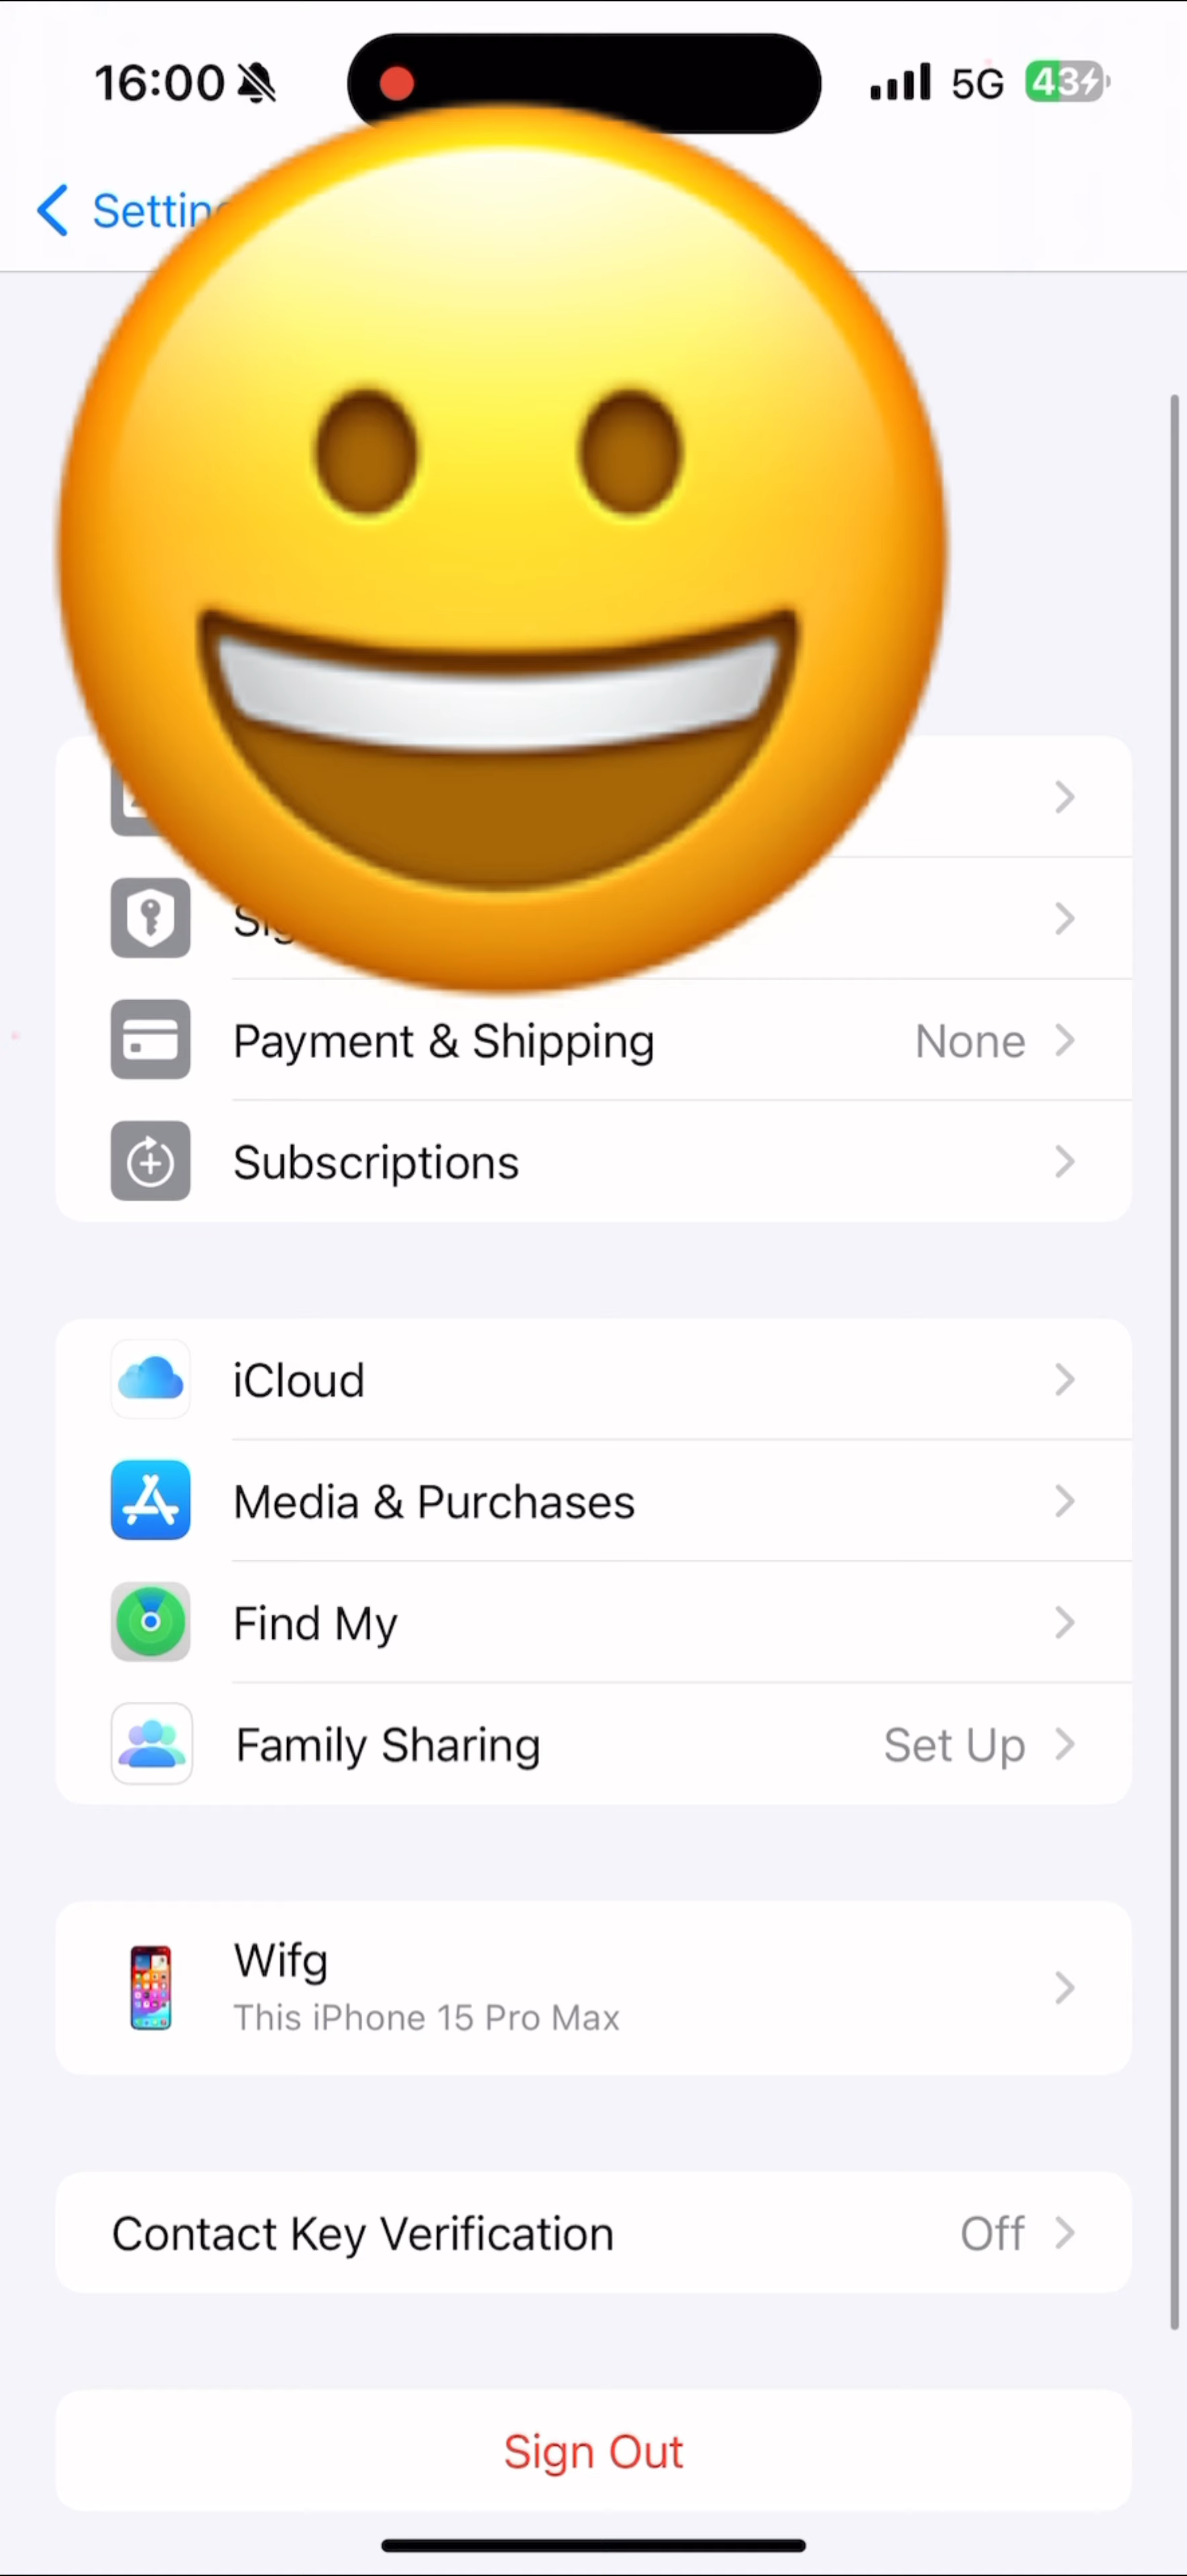 16:00 5G 43
Payment & Shipping None
Subscriptions
iCloud
Media & Purchases
Find My
Family Sharing Set Up
Wifg
This iPhone 15 Pro Max
Contact Key Verification Off
Sign Out